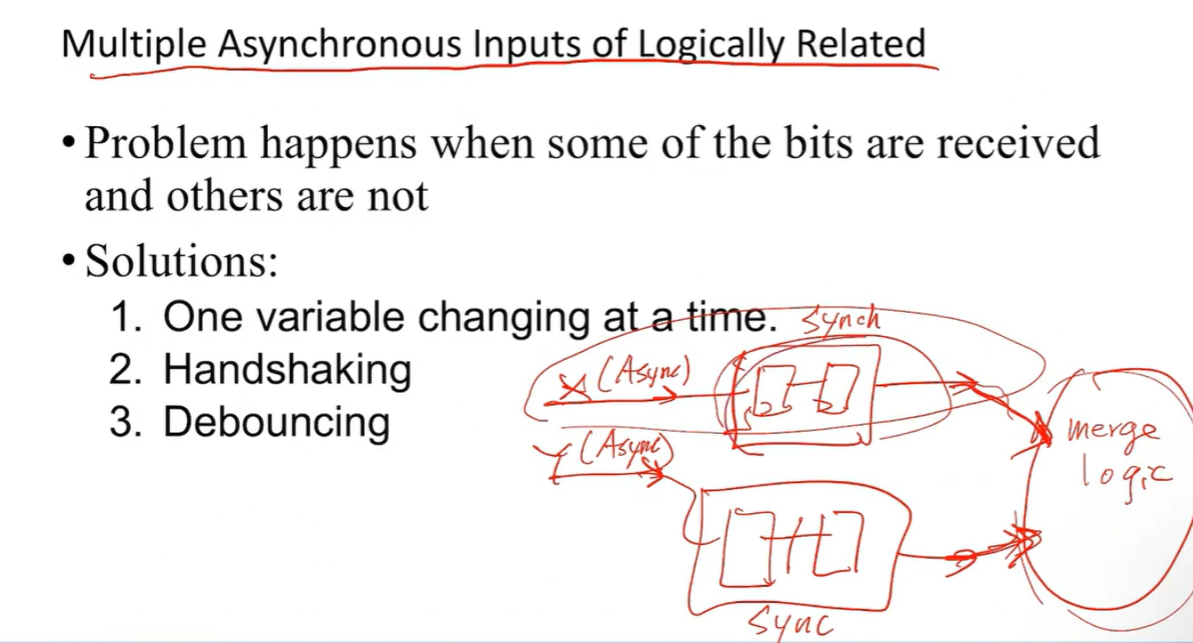 Multiple Asynchronous Inputs of Logically Related
• Problem happens when some of the bits are received
and others are not
• Solutions:
1. One variable changing at a time.
2. Handshaking
3. Debouncing
Synch
X (Async)
Y (Async)
merge
logic
Sync